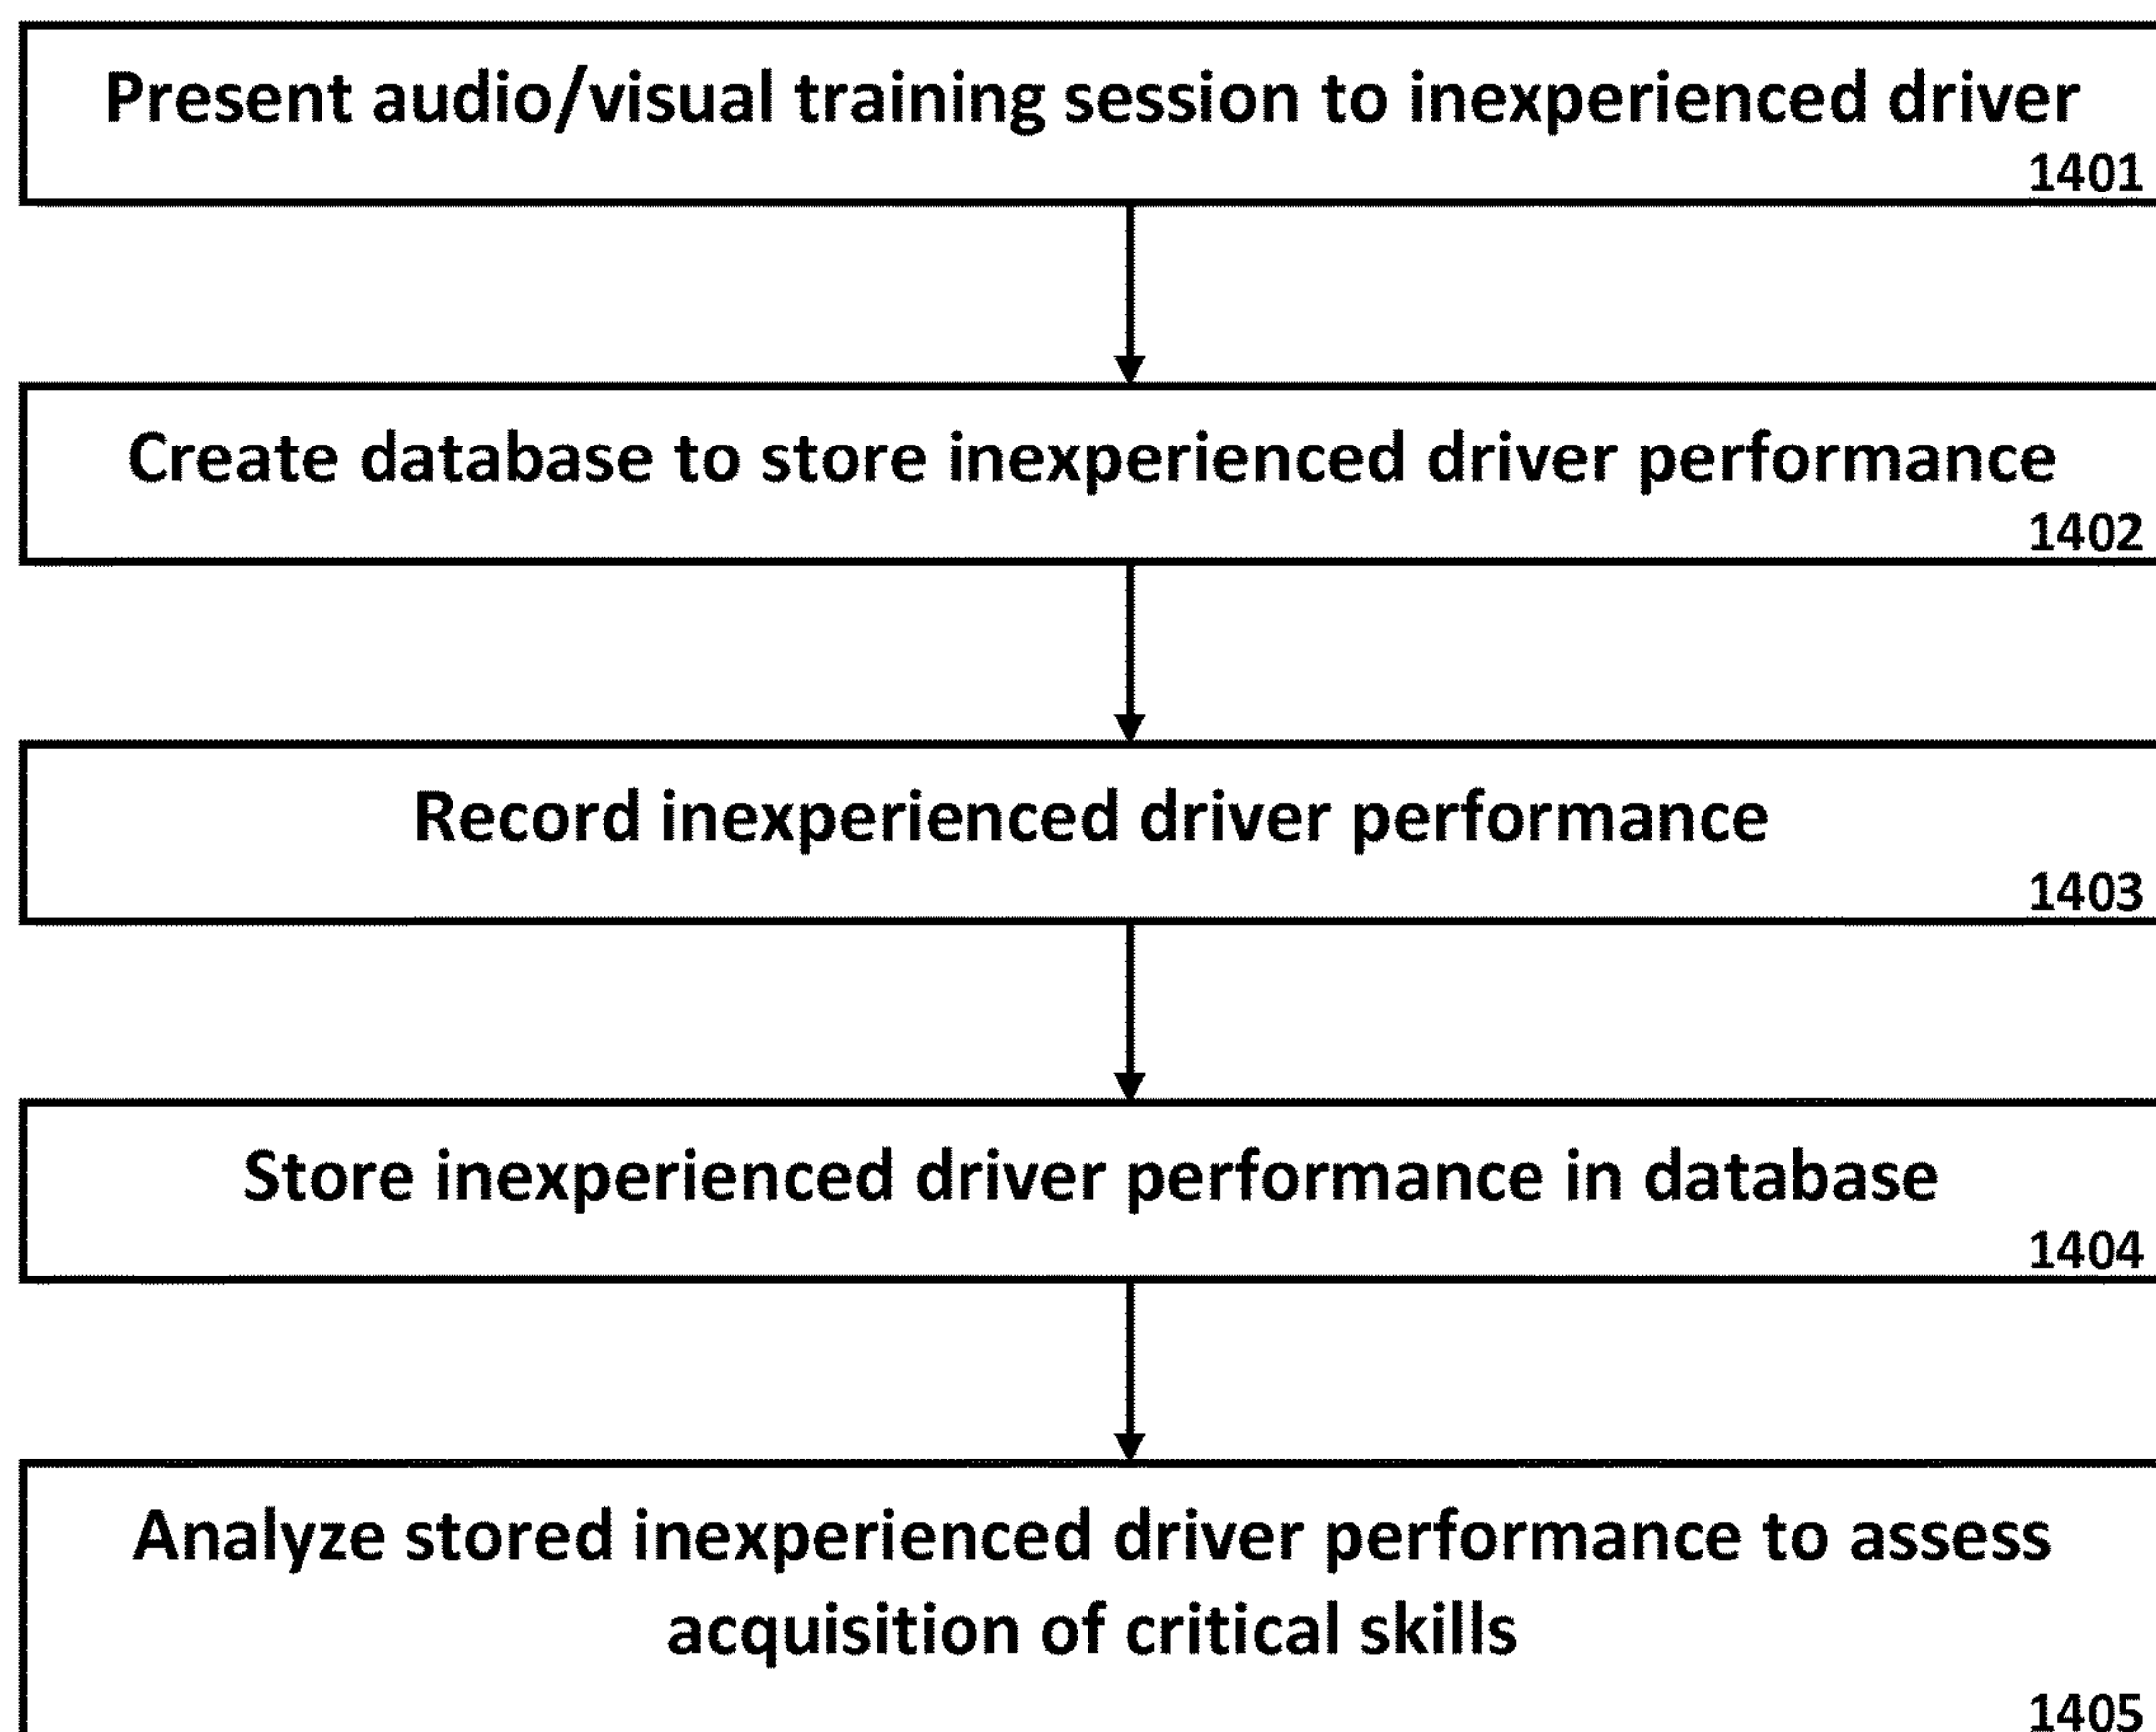 Present audio/visual training session to inexperienced driver
1401
Create database to store inexperienced driver performance
1402
Record inexperienced driver performance
1403
Store inexperienced driver performance in database
1404
Analyze stored inexperienced driver performance to assess
acquisition of critical skills
1405